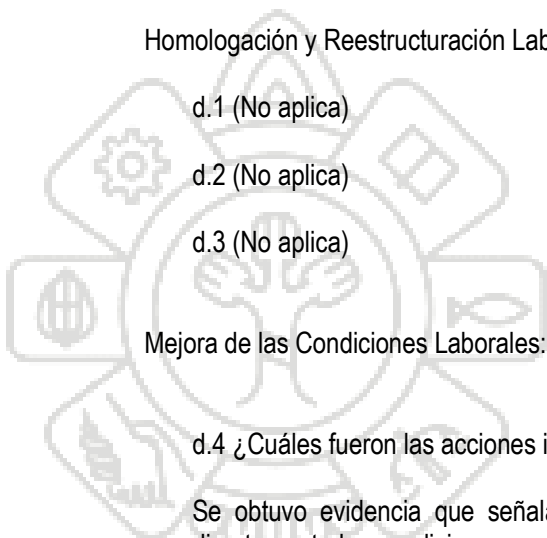 Homologación y Reestructuración Lab
d.1 (No aplica)
d.2 (No aplica)
d.3 (No aplica)
Mejora de las Condiciones Laborales:
d.4 ¿Cuáles fueron las acciones i
Se obtuvo evidencia que señal